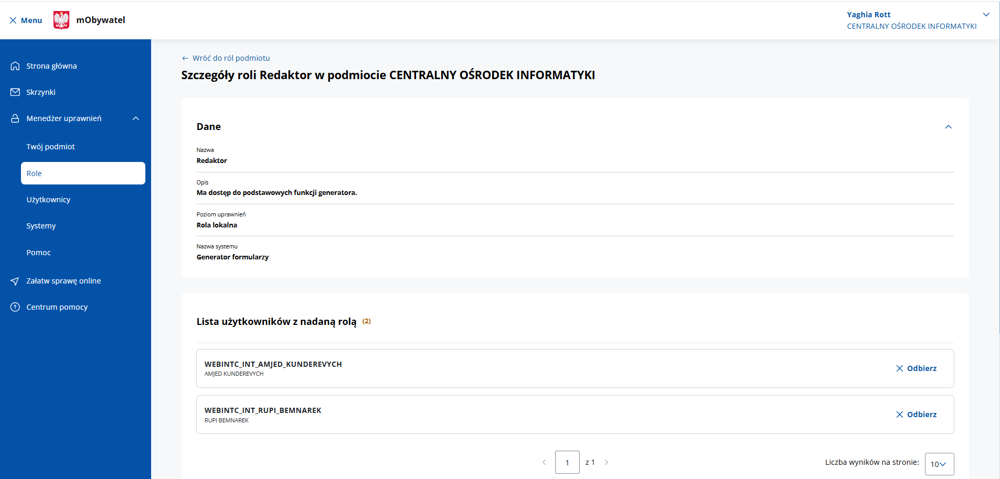 Menu
mObywatel
Yaghia Rott
CENTRALNY OŚRODEK INFORMATYKI
Strona główna
Skrzynki
Menedżer uprawnień
Twój podmiot
Role
Użytkownicy
Systemy
Pomoc
Załatw sprawę online
Centrum pomocy
← Wróć do ról podmiotu
Szczegóły roli Redaktor w podmiocie CENTRALNY OŚRODEK INFORMATYKI
Dane
Nazwa
Redaktor
Opis
Ma dostęp do podstawowych funkcji generatora.
Poziom uprawnień
Rola lokalna
Nazwa systemu
Generator formularzy
Lista użytkowników z nadaną rolą (2)
WEBINTC_INT_AMJED_KUNDEREVYCH
AMJED KUNDEREVYCH
Odbierz
WEBINTC_INT_RUPI_BEMNAREK
RUPI BEMNAREK
Odbierz
1 z 1
Liczba wyników na stronie: 10